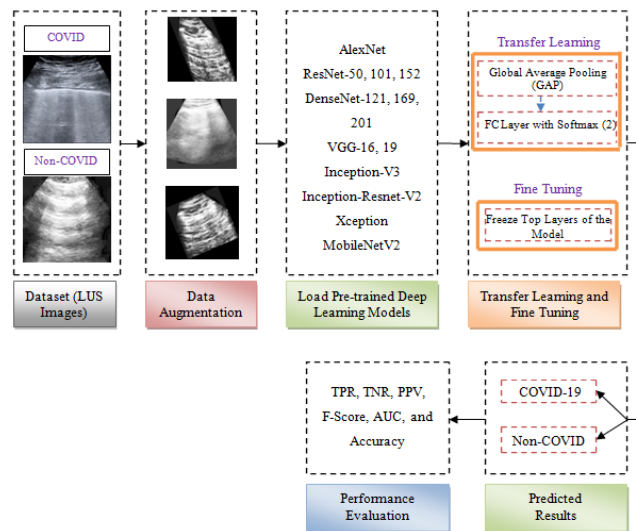 COVID
Non-COVID
Dataset (LUS
Images)
Data
Augmentation
AlexNet
ResNet-50, 101, 152
DenseNet-121, 169,
201
VGG-16, 19
Inception-V3
Inception-Resnet-V2
Xception
MobileNetV2
Load Pre-trained Deep
Learning Models
Transfer Learning
Global Average Pooling
(GAP)
FC Layer with Softmax (2)
Fine Tuning
Freeze Top Layers of the
Model
Transfer Learning and
Fine Tuning
TPR, TNR, PPV,
F-Score, AUC, and
Accuracy
Performance
Evaluation
COVID-19
Non-COVID
Predicted
Results